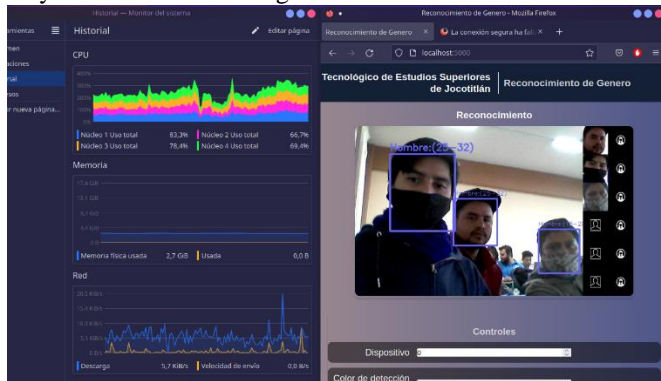 Historial — Monitor del sistema
Historial
Editar página
CPU
Núcleo 1 Uso total 83,3%
Núcleo 2 Uso total 66,7%
Núcleo 3 Uso total 78,4%
Núcleo 4 Uso total 69,4%
Memoria
Memoria física usada 2,7 GiB
Usada 0,0 B
Red
Descarga 5,7 KiB/s
Velocidad de envío 0,0 B/s
Reconocimiento de Genero - Mozilla Firefox
Reconocimiento de Genero
La conexión segura ha fall
localhost:5000
Tecnológico de Estudios Superiores
de Jocotitlán
Reconocimiento de Genero
Reconocimiento
Hombre:(25-32)
Controles
Dispositivo 0
Color de detección